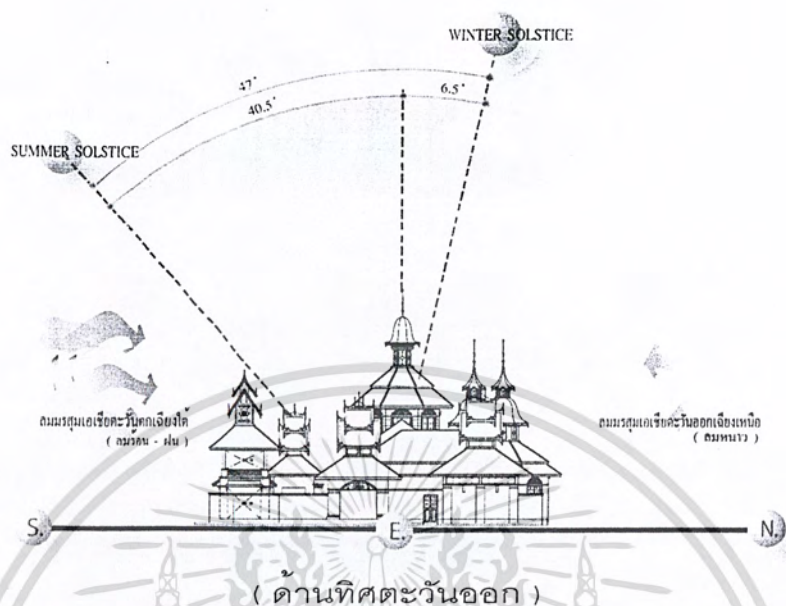 WINTER SOLSTICE
47°
6.5°
40.5°
SUMMER SOLSTICE
ลมมรสุมเอเชียตะวันตกเฉียงใต้
( ลมร้อน - ฝน )
ลมมรสุมเอเชียตะวันออกเฉียงเหนือ
( ลมหนาว )
S.
E.
N.
( ด้านทิศตะวันออก )